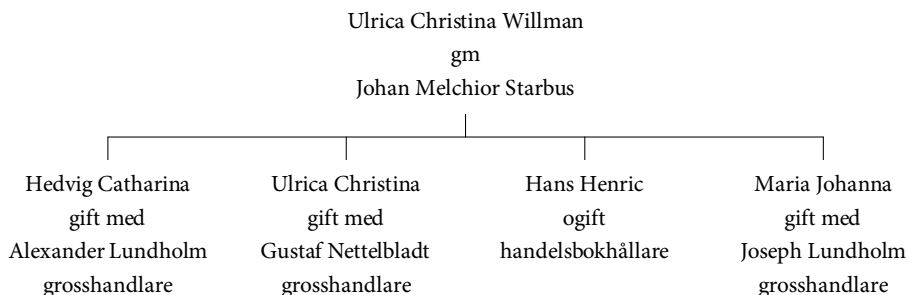 Ulrica Christina Willman
gm
Johan Melchior Starbus
Hedvig Catharina
gift med
Alexander Lundholm
grosshandlare
Ulrica Christina
gift med
Gustaf Nettelbladt
grosshandlare
Hans Henric
ogift
handelsbokhållare
Maria Johanna
gift med
Joseph Lundholm
grosshandlare